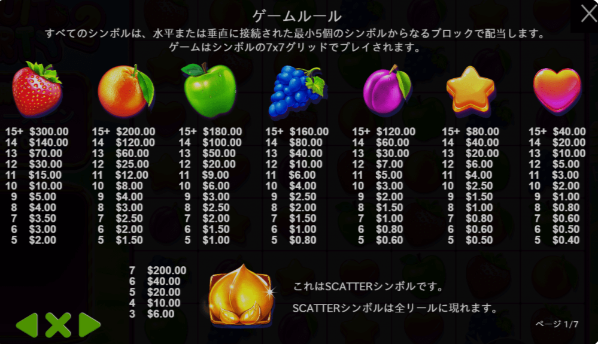 ゲームルール
すべてのシンボルは、水平または垂直に接続された最小5個のシンボルからなるブロックで配当します。
ゲームはシンボルの7x7グリッドでプレイされます。
15+ $300.00 15+ $200.00 15+ $180.00 15+ $160.00 15+ $120.00 15+ $80.00 15+ $40.00
14 $140.00 14 $120.00 14 $100.00 14 $80.00 14 $60.00 14 $40.00 14 $20.00
13 $70.00 13 $60.00 13 $50.00 13 $40.00 13 $30.00 13 $20.00 13 $10.00
12 $30.00 12 $25.00 12 $20.00 12 $10.00 12 $7.00 12 $6.00 12 $5.00
11 $15.00 11 $12.00 11 $9.00 11 $6.00 11 $5.00 11 $4.00 11 $3.00
10 $10.00 10 $8.00 10 $6.00 10 $4.00 10 $3.00 10 $2.50 10 $2.00
9 $5.00 9 $4.00 9 $3.00 9 $2.50 9 $2.00 9 $1.50 9 $1.00
8 $4.00 8 $3.00 8 $2.50 8 $2.00 8 $1.50 8 $1.00 8 $0.80
7 $3.50 7 $2.50 7 $2.00 7 $1.50 7 $1.00 7 $0.80 7 $0.60
6 $3.00 6 $2.00 6 $1.50 6 $1.00 6 $0.80 6 $0.60 6 $0.50
5 $2.00 5 $1.50 5 $1.00 5 $0.80 5 $0.60 5 $0.50 5 $0.40
7 $200.00
6 $40.00
5 $20.00
4 $10.00
3 $6.00
これはSCATTERシンボルです。
SCATTERシンボルは全リールに現れます。
ページ 1/7